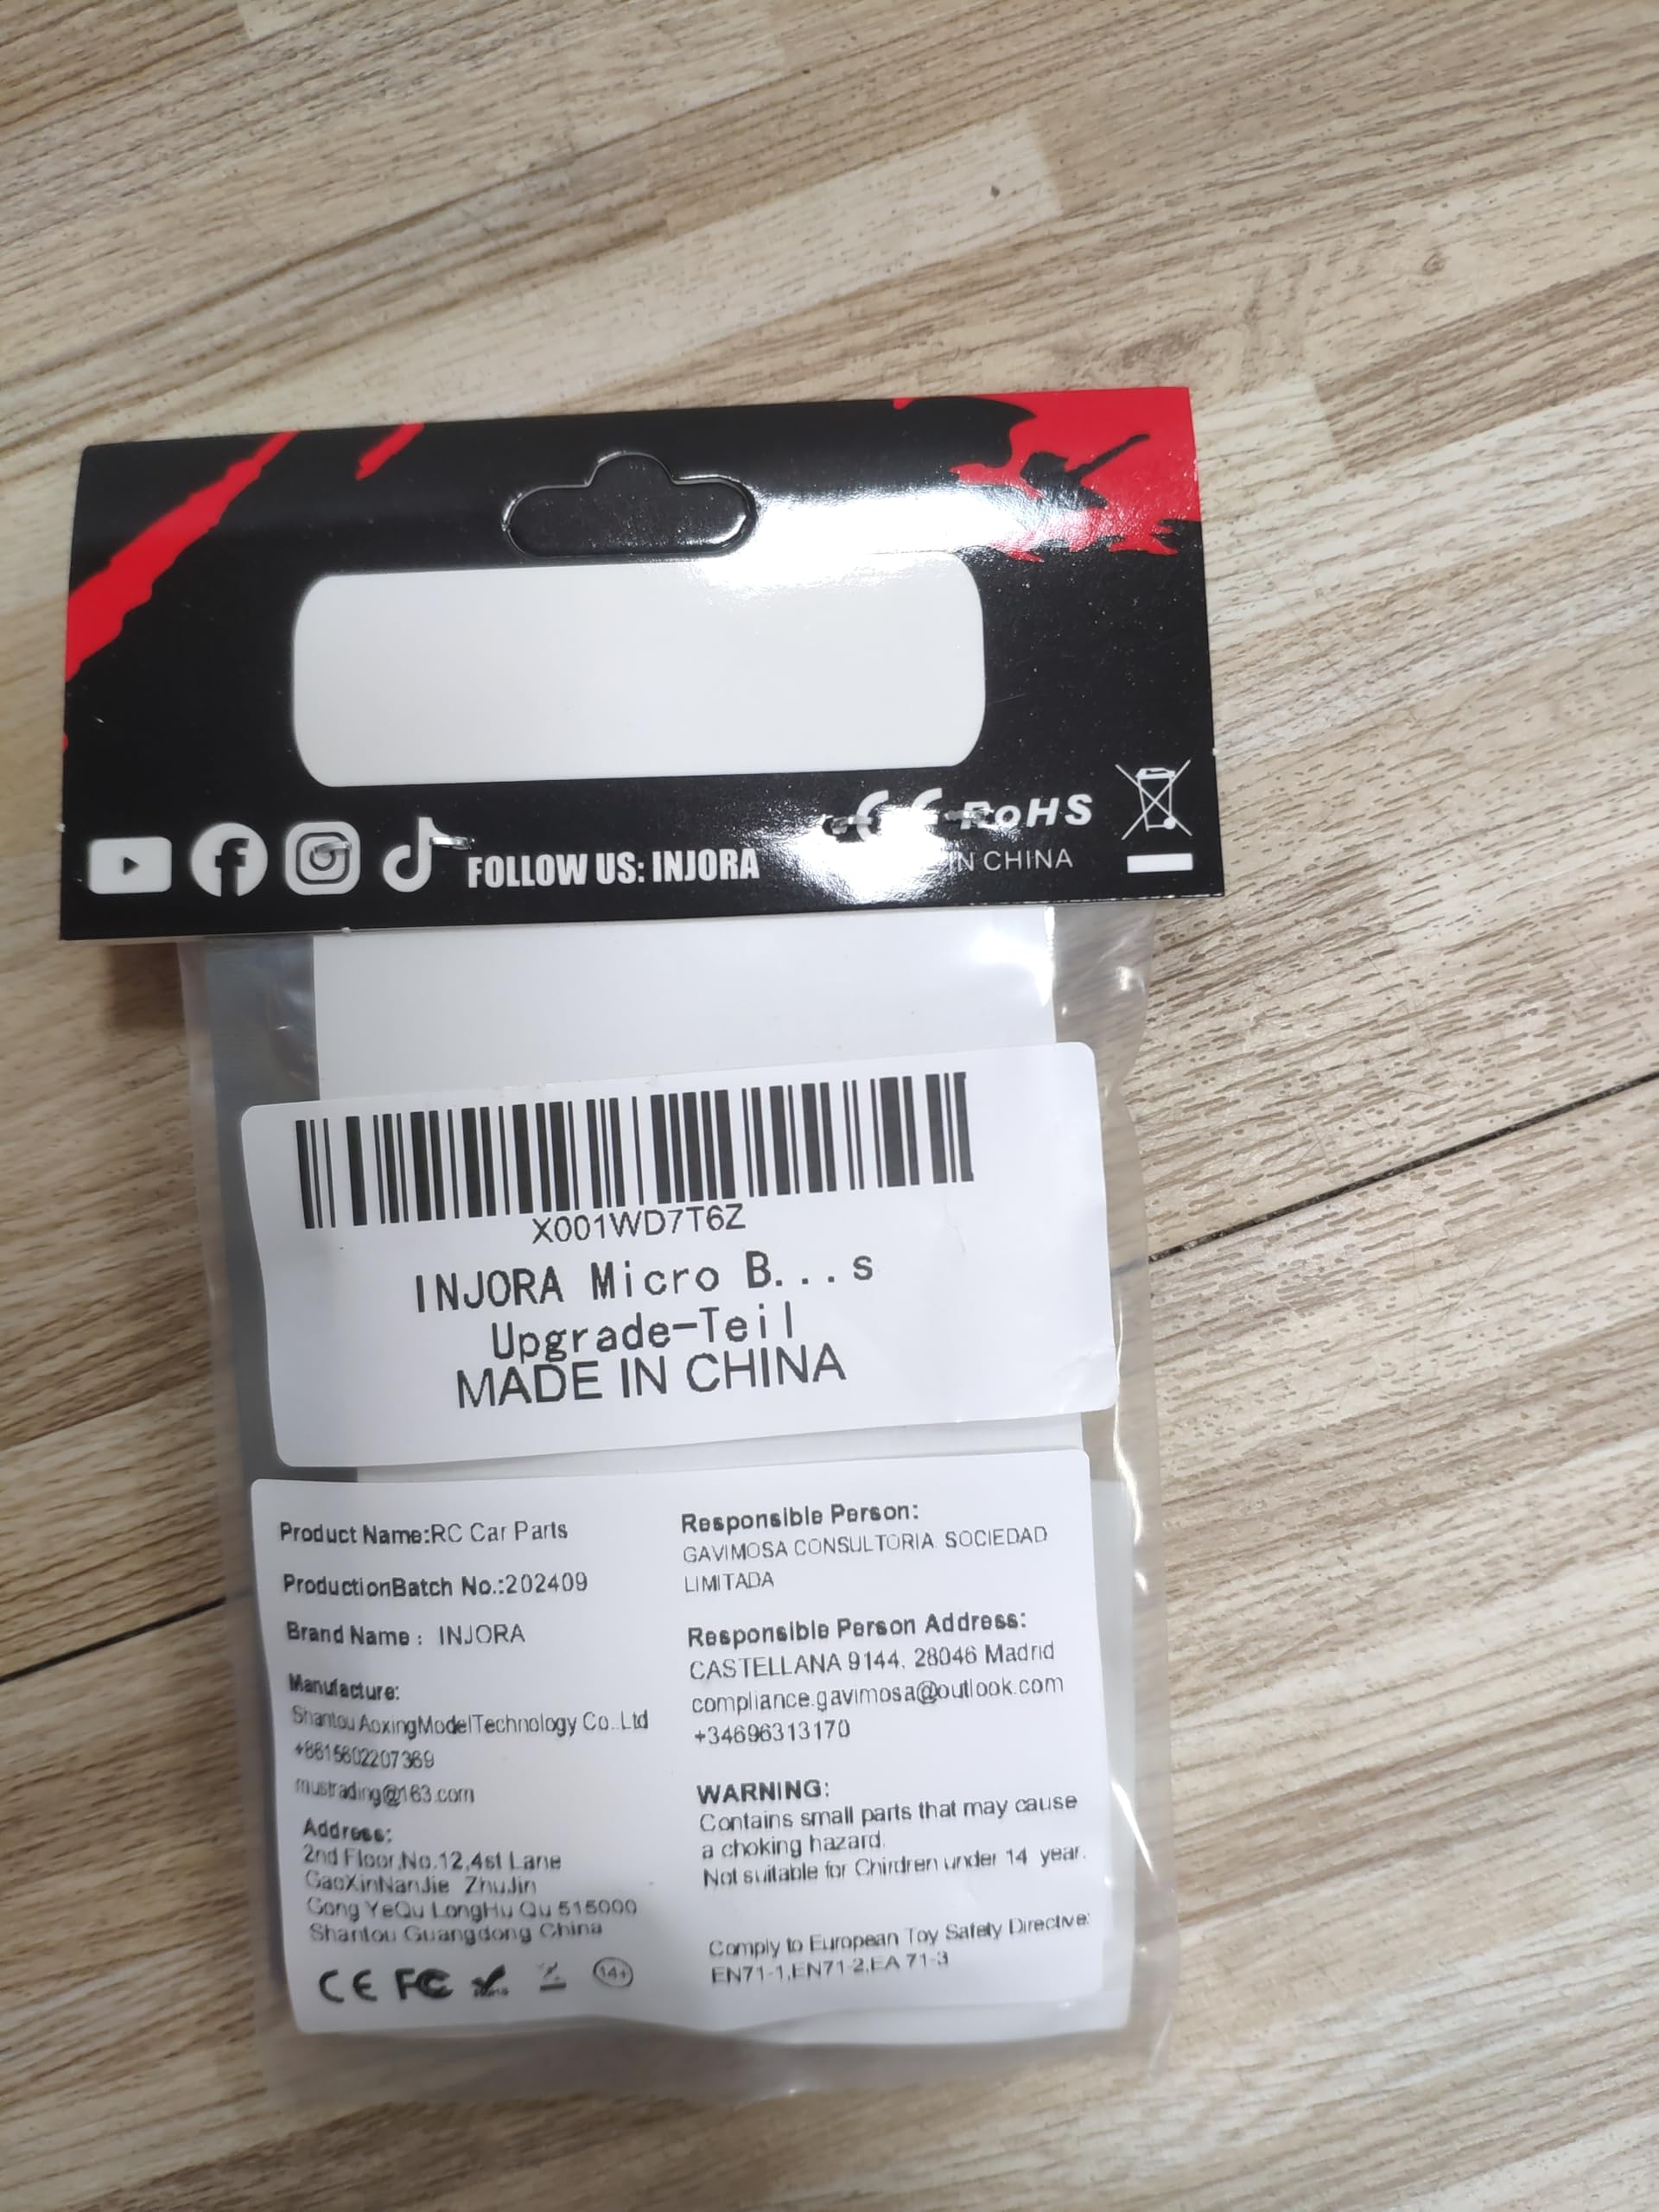 FOLLOW US: INJORA
CE RoHS
IN CHINA
X001WD7T6Z
INJORA Micro B...s
Upgrade-Teil
MADE IN CHINA
Product Name:RC Car Parts
ProductionBatch No.:202409
Brand Name: INJORA
Manufacture:
Shantou AoxingModelTechnology Co.,Ltd
+8615602207369
mustrading@163.com
Address:
2nd Floor,No.12,4st Lane
GaoXinNanJie ZhuJin
Gong YeQu LongHu Qu 515000
Shantou Guangdong China
CE FC 14+
Responsible Person:
GAVIMOSA CONSULTORIA, SOCIEDAD
LIMITADA
Responsible Person Address:
CASTELLANA 9144, 28046 Madrid
compliance.gavimosa@outlook.com
+34696313170
WARNING:
Contains small parts that may cause
a choking hazard.
Not suitable for Chirdren under 14 year.
Comply to European Toy Safety Directive:
EN71-1,EN71-2,EA 71-3